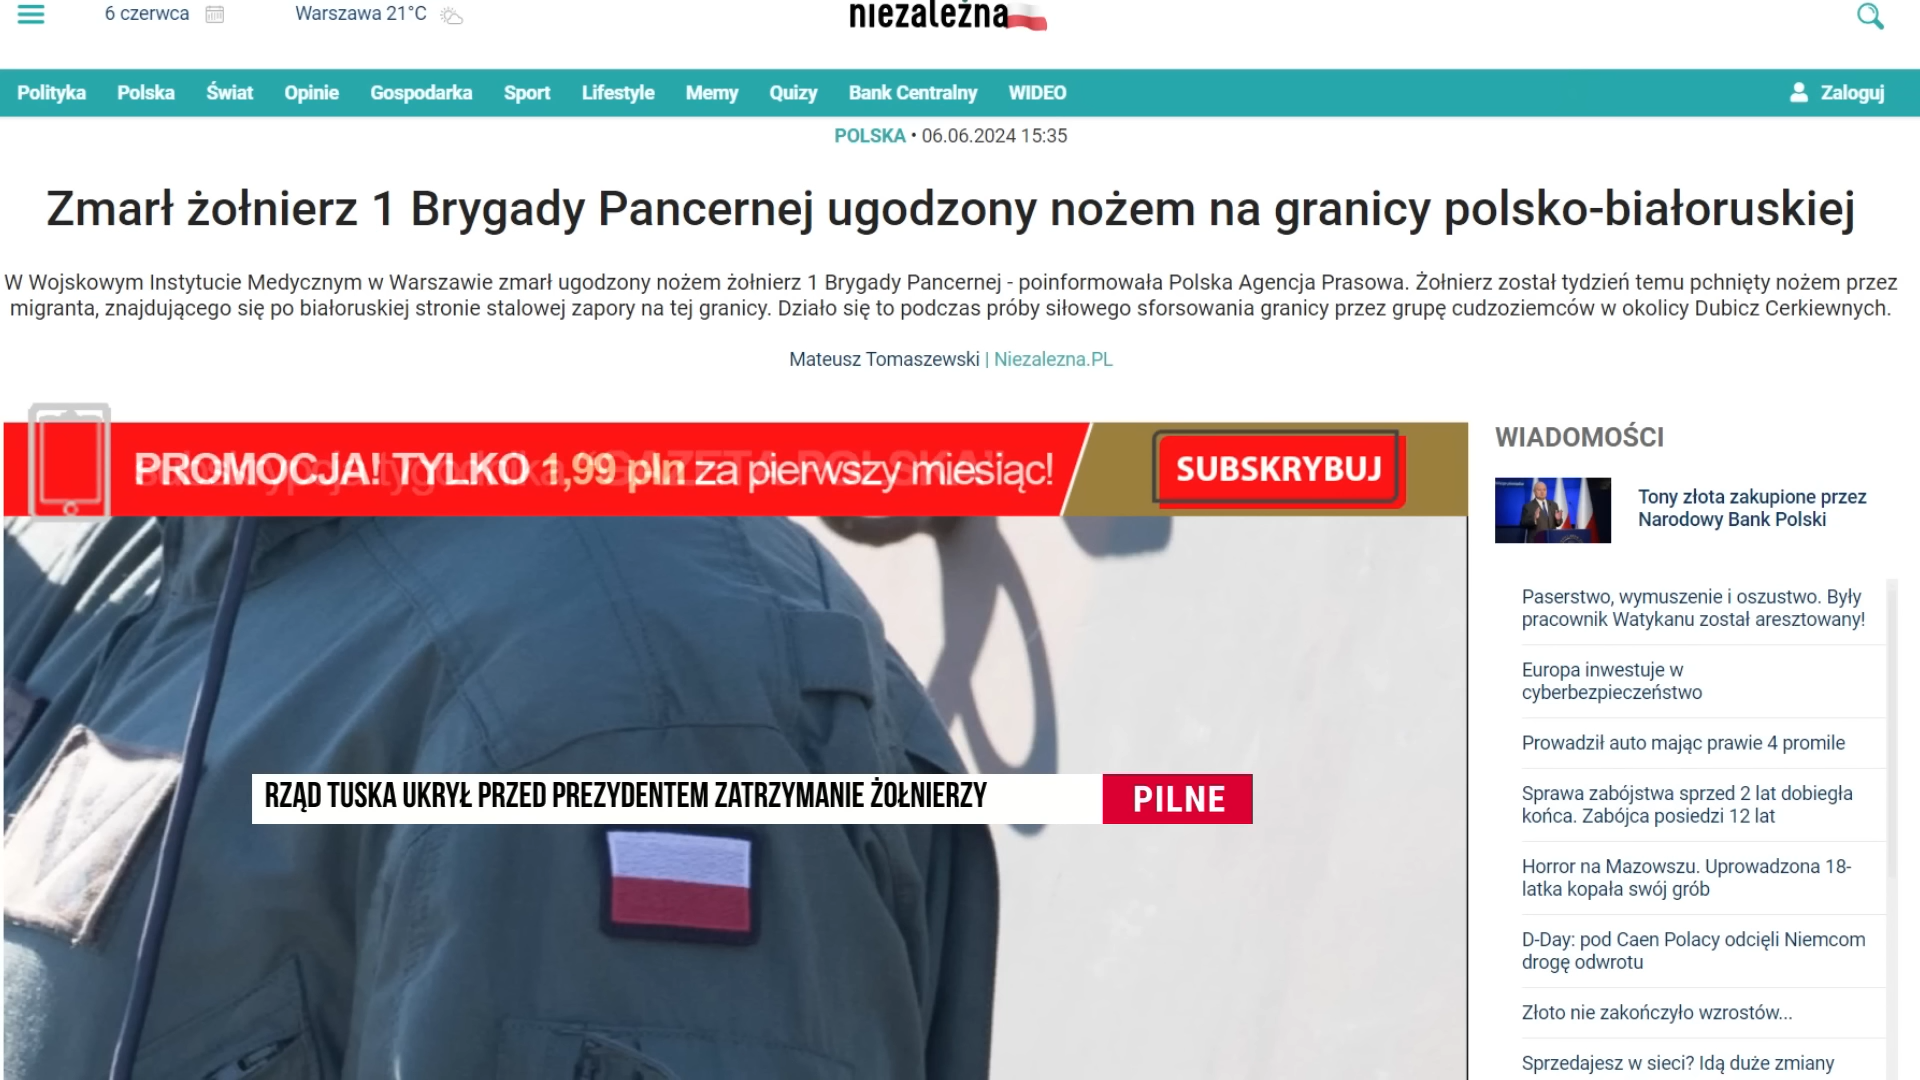 6 czerwca
Warszawa 21°C
niezależna
Polityka Polska Świat Opinie Gospodarka Sport Lifestyle Memy Quizy Bank Centralny WIDEO Zaloguj
POLSKA • 06.06.2024 15:35
Zmarł żołnierz 1 Brygady Pancernej ugodzony nożem na granicy polsko-białoruskiej
W Wojskowym Instytucie Medycznym w Warszawie zmarł ugodzony nożem żołnierz 1 Brygady Pancernej - poinformowała Polska Agencja Prasowa. Żołnierz został tydzień temu pchnięty nożem przez
migranta, znajdującego się po białoruskiej stronie stalowej zapory na tej granicy. Działo się to podczas próby siłowego sforsowania granicy przez grupę cudzoziemców w okolicy Dubicz Cerkiewnych.
Mateusz Tomaszewski | Niezalezna.PL
PROMOCJA! TYLKO 1,99 pln za pierwszy miesiąc!
SUBSKRYBUJ
RZĄD TUSKA UKRYŁ PRZED PREZYDENTEM ZATRZYMANIE ŻOŁNIERZY
PILNE
WIADOMOŚCI
Tony złota zakupione przez
Narodowy Bank Polski
Paserstwo, wymuszenie i oszustwo. Były
pracownik Watykanu został aresztowany!
Europa inwestuje w
cyberbezpieczeństwo
Prowadził auto mając prawie 4 promile
Sprawa zabójstwa sprzed 2 lat dobiegła
końca. Zabójca posiedzi 12 lat
Horror na Mazowszu. Uprowadzona 18-
latka kopała swój grób
D-Day: pod Caen Polacy odcięli Niemcom
drogę odwrotu
Złoto nie zakończyło wzrostów...
Sprzedajesz w sieci? Idą duże zmiany